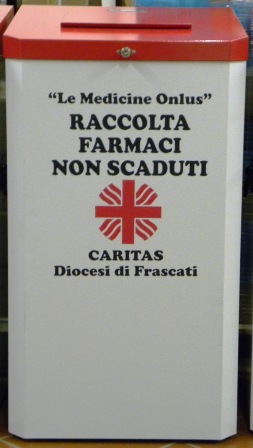 "Le Medicine Onlus"
RACCOLTA
FARMACI
NON SCADUTI
CARITAS
Diocesi di Frascati